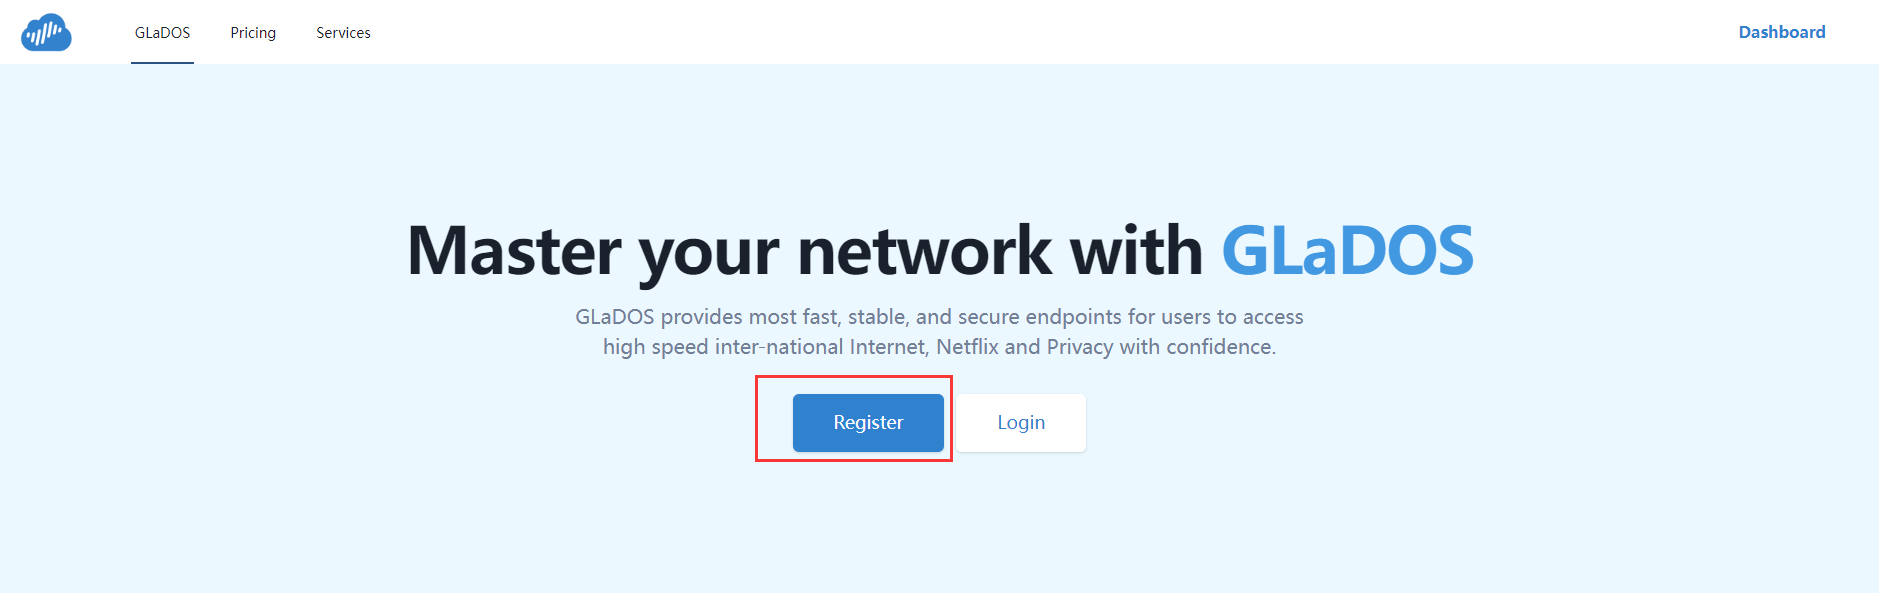 GLaDOS Pricing Services Dashboard
Master your network with GLaDOS
GLaDOS provides most fast, stable, and secure endpoints for users to access
high speed inter-national Internet, Netflix and Privacy with confidence.
Register Login